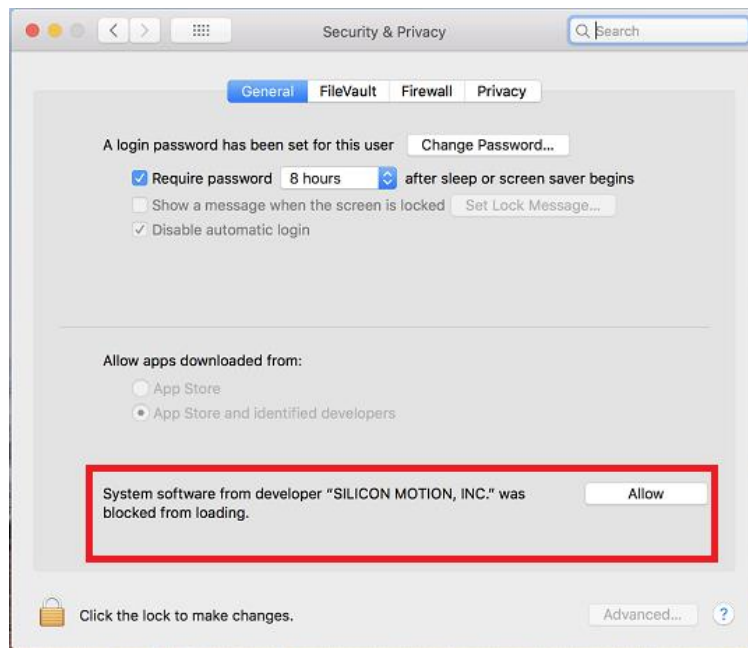 Security & Privacy
Search
General FileVault Firewall Privacy
A login password has been set for this user Change Password...
Require password 8 hours after sleep or screen saver begins
Show a message when the screen is locked Set Lock Message...
Disable automatic login
Allow apps downloaded from:
App Store
App Store and identified developers
System software from developer “SILICON MOTION, INC.” was Allow
blocked from loading.
Click the lock to make changes. Advanced... ?